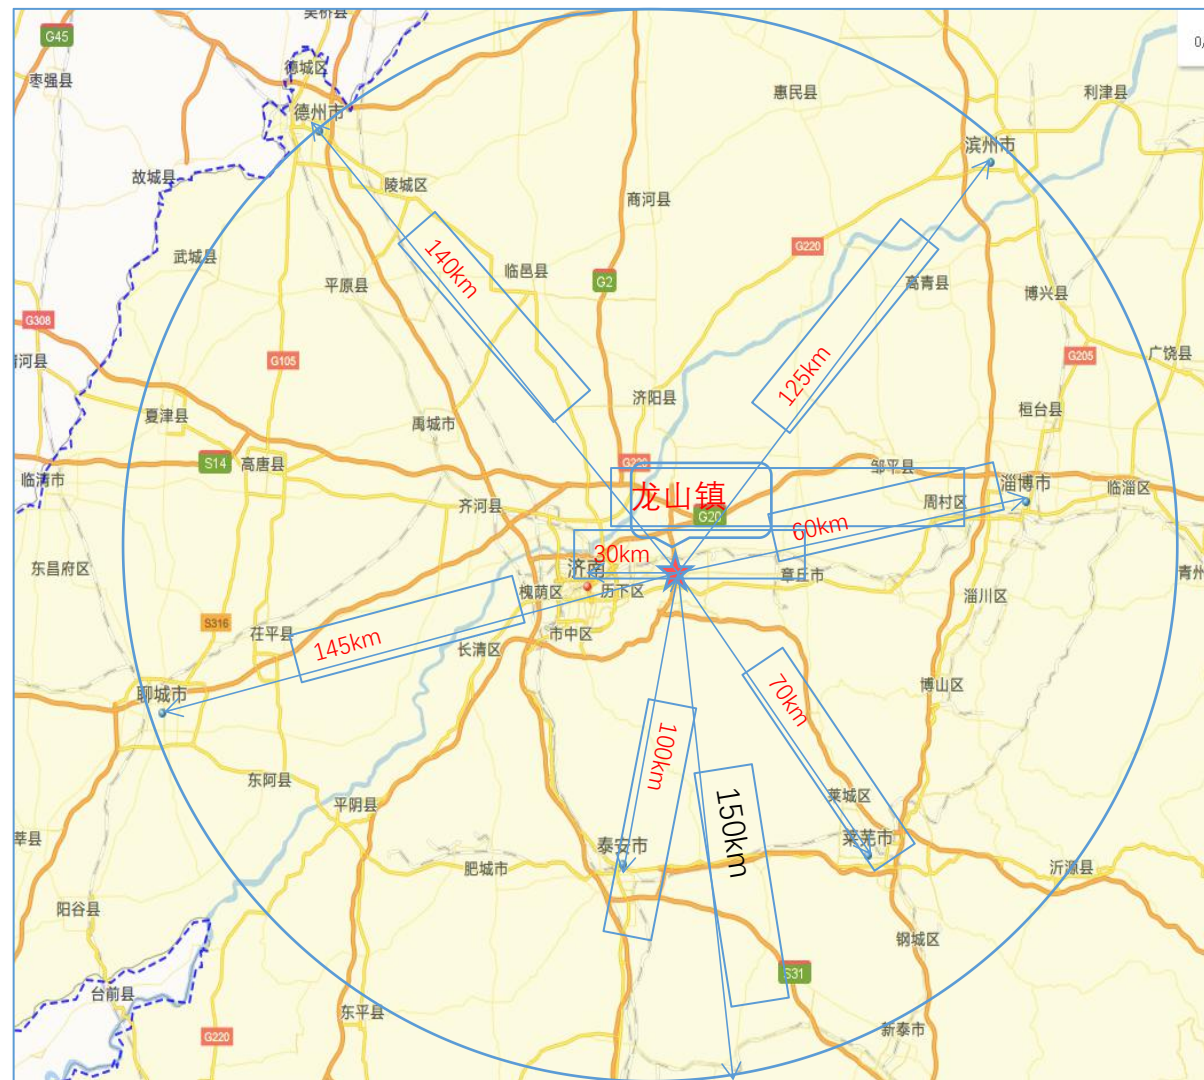 吴桥县
G45
0
枣强县
德城区
德州市
惠民县
利津县
滨州市
故城县
陵城区
商河县
武城县
140km
临邑县
G220
平原县
G2
高青县
博兴县
G308
清河县
G105
125km
G205
广饶县
夏津县
禹城市
济阳县
桓台县
S14
高唐县
临清市
邹平县
淄博市
临淄区
龙山镇
齐河县
G20
周村区
60km
30km
济南
章丘市
东昌府区
槐荫区
历下区
淄川区
青州
S316
茌平县
145km
市中区
长清区
聊城市
70km
博山区
100km
东阿县
平阴县
150km
莱城区
莘县
泰安市
莱芜市
肥城市
沂源县
阳谷县
钢城区
S31
台前县
东平县
G220
新泰市